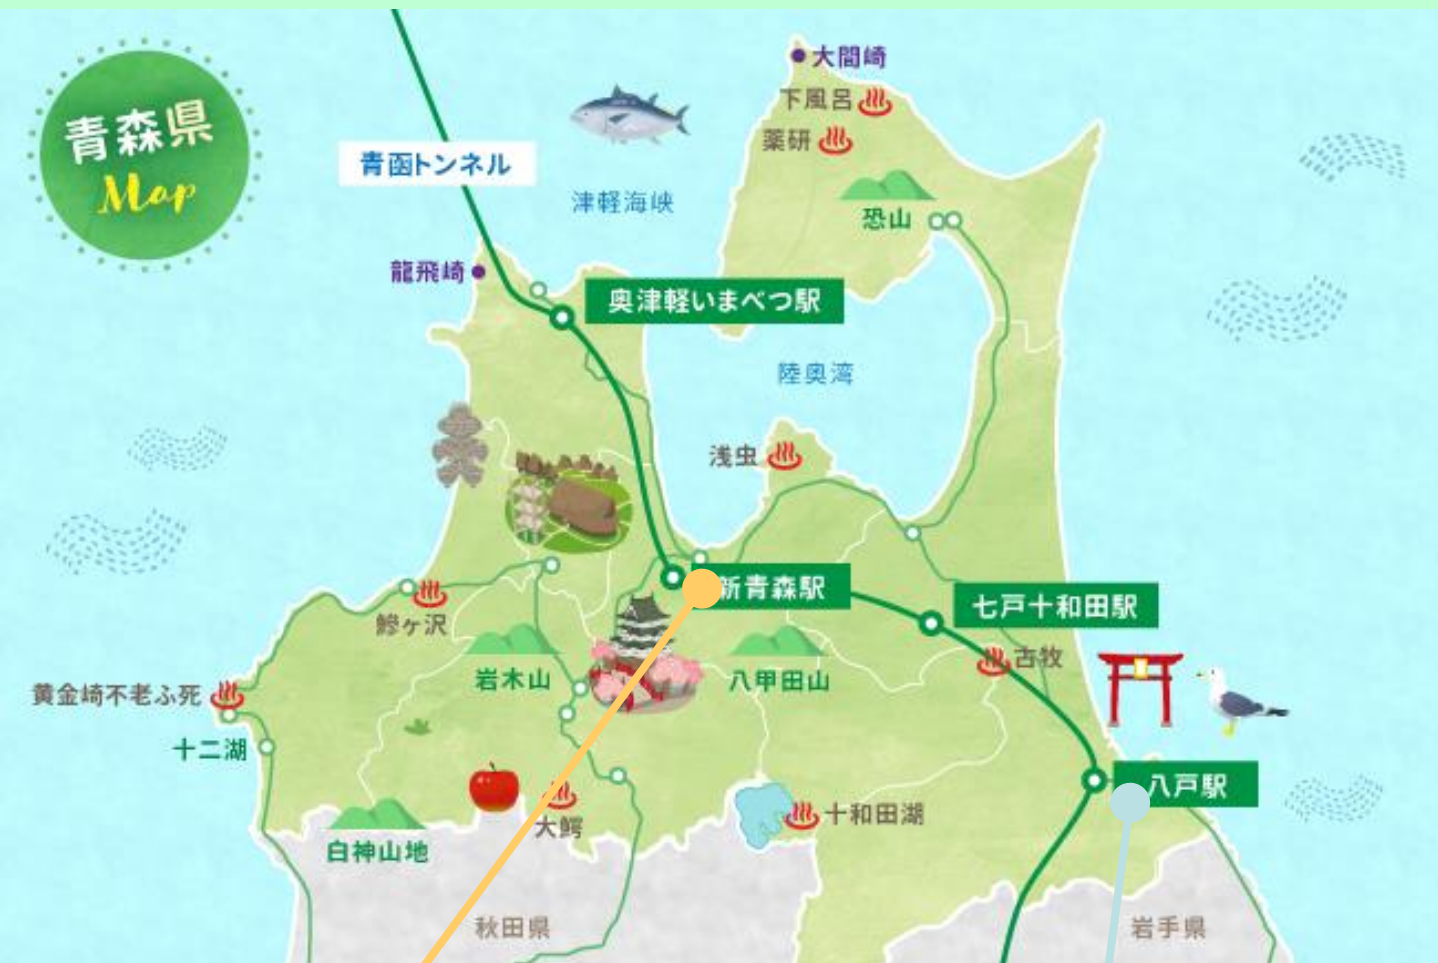 青森県
Map
大間崎
下風呂
薬研
青函トンネル
津軽海峡
恐山
龍飛崎
奥津軽いまべつ駅
陸奥湾
浅虫
新青森駅
七戸十和田駅
鰺ヶ沢
岩木山
八甲田山
古牧
黄金崎不老ふ死
十二湖
八戸駅
大鰐
十和田湖
白神山地
秋田県
岩手県